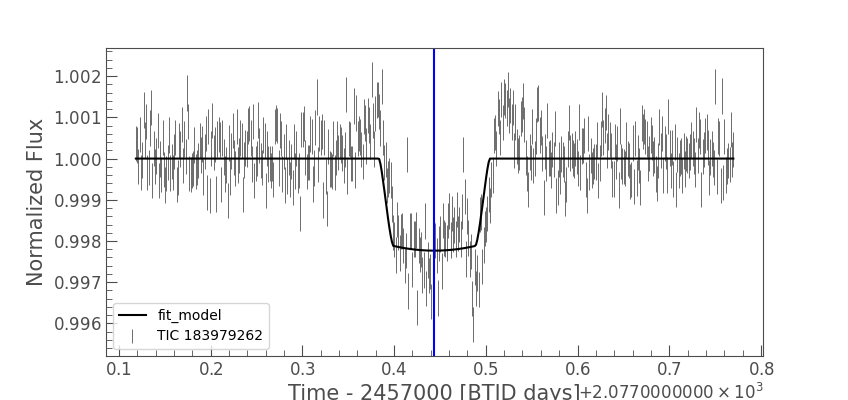 1.002
1.001
1.000
0.999
0.998
0.997
0.996
Normalized Flux
fit_model
TIC 183979262
0.1 0.2 0.3 0.4 0.5 0.6 0.7 0.8
Time - 2457000 [BTJD days]
+2.0770000000 × 10³